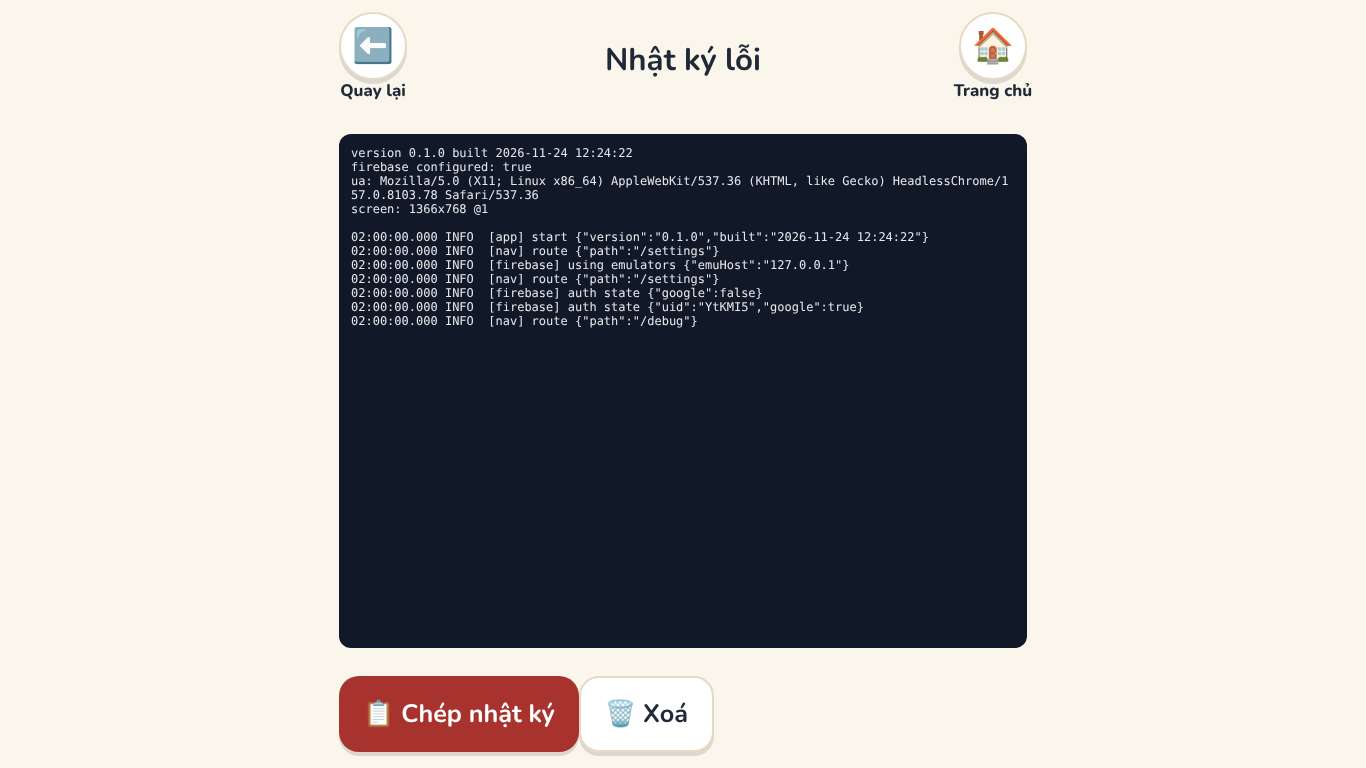 Quay lại
Nhật ký lỗi
Trang chủ
version 0.1.0 built 2026-11-24 12:24:22
firebase configured: true
ua: Mozilla/5.0 (X11; Linux x86_64) AppleWebKit/537.36 (KHTML, like Gecko) HeadlessChrome/1
57.0.8103.78 Safari/537.36
screen: 1366x768 @1
02:00:00.000 INFO  [app] start {"version":"0.1.0","built":"2026-11-24 12:24:22"}
02:00:00.000 INFO  [nav] route {"path":"/settings"}
02:00:00.000 INFO  [firebase] using emulators {"emuHost":"127.0.0.1"}
02:00:00.000 INFO  [nav] route {"path":"/settings"}
02:00:00.000 INFO  [firebase] auth state {"google":false}
02:00:00.000 INFO  [firebase] auth state {"uid":"YtKMI5","google":true}
02:00:00.000 INFO  [nav] route {"path":"/debug"}
Chép nhật ký
Xoá